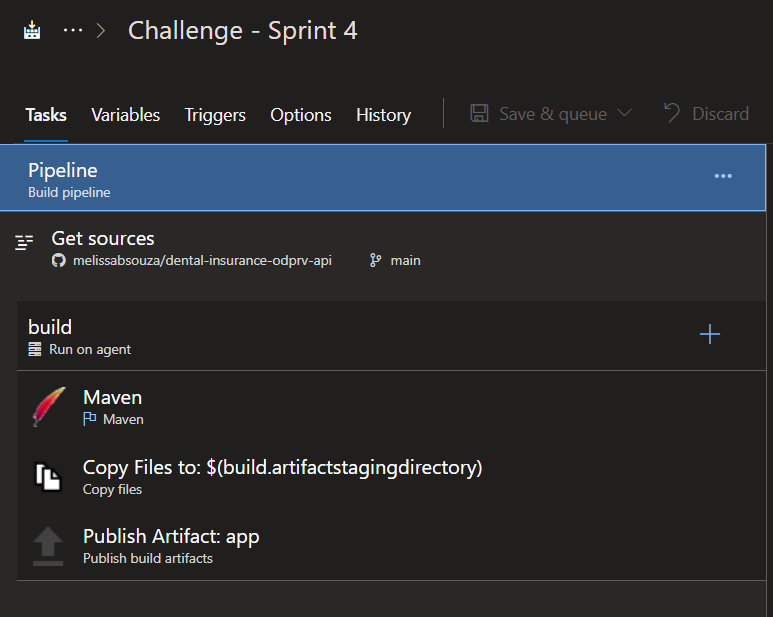 ··· > Challenge - Sprint 4
Tasks Variables Triggers Options History Save & queue Discard
Pipeline
Build pipeline
Get sources
melissabsouza/dental-insurance-odprv-api main
build
Run on agent
Maven
Maven
Copy Files to: $(build.artifactstagingdirectory)
Copy files
Publish Artifact: app
Publish build artifacts